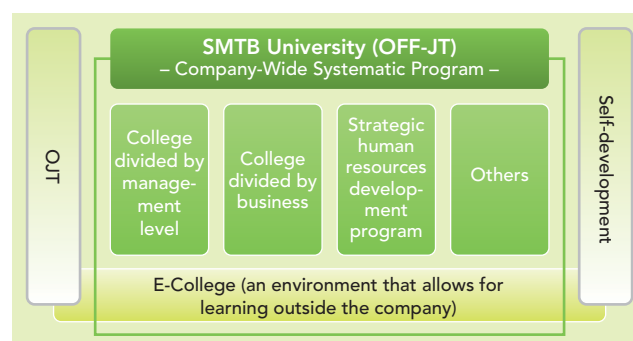 SMTB University (OFF-JT)
– Company-Wide Systematic Program –
OJT
College
divided by
manage-
ment
level
College
divided by
business
Strategic
human
resources
develop-
ment
program
Others
Self-development
E-College (an environment that allows for
learning outside the company)